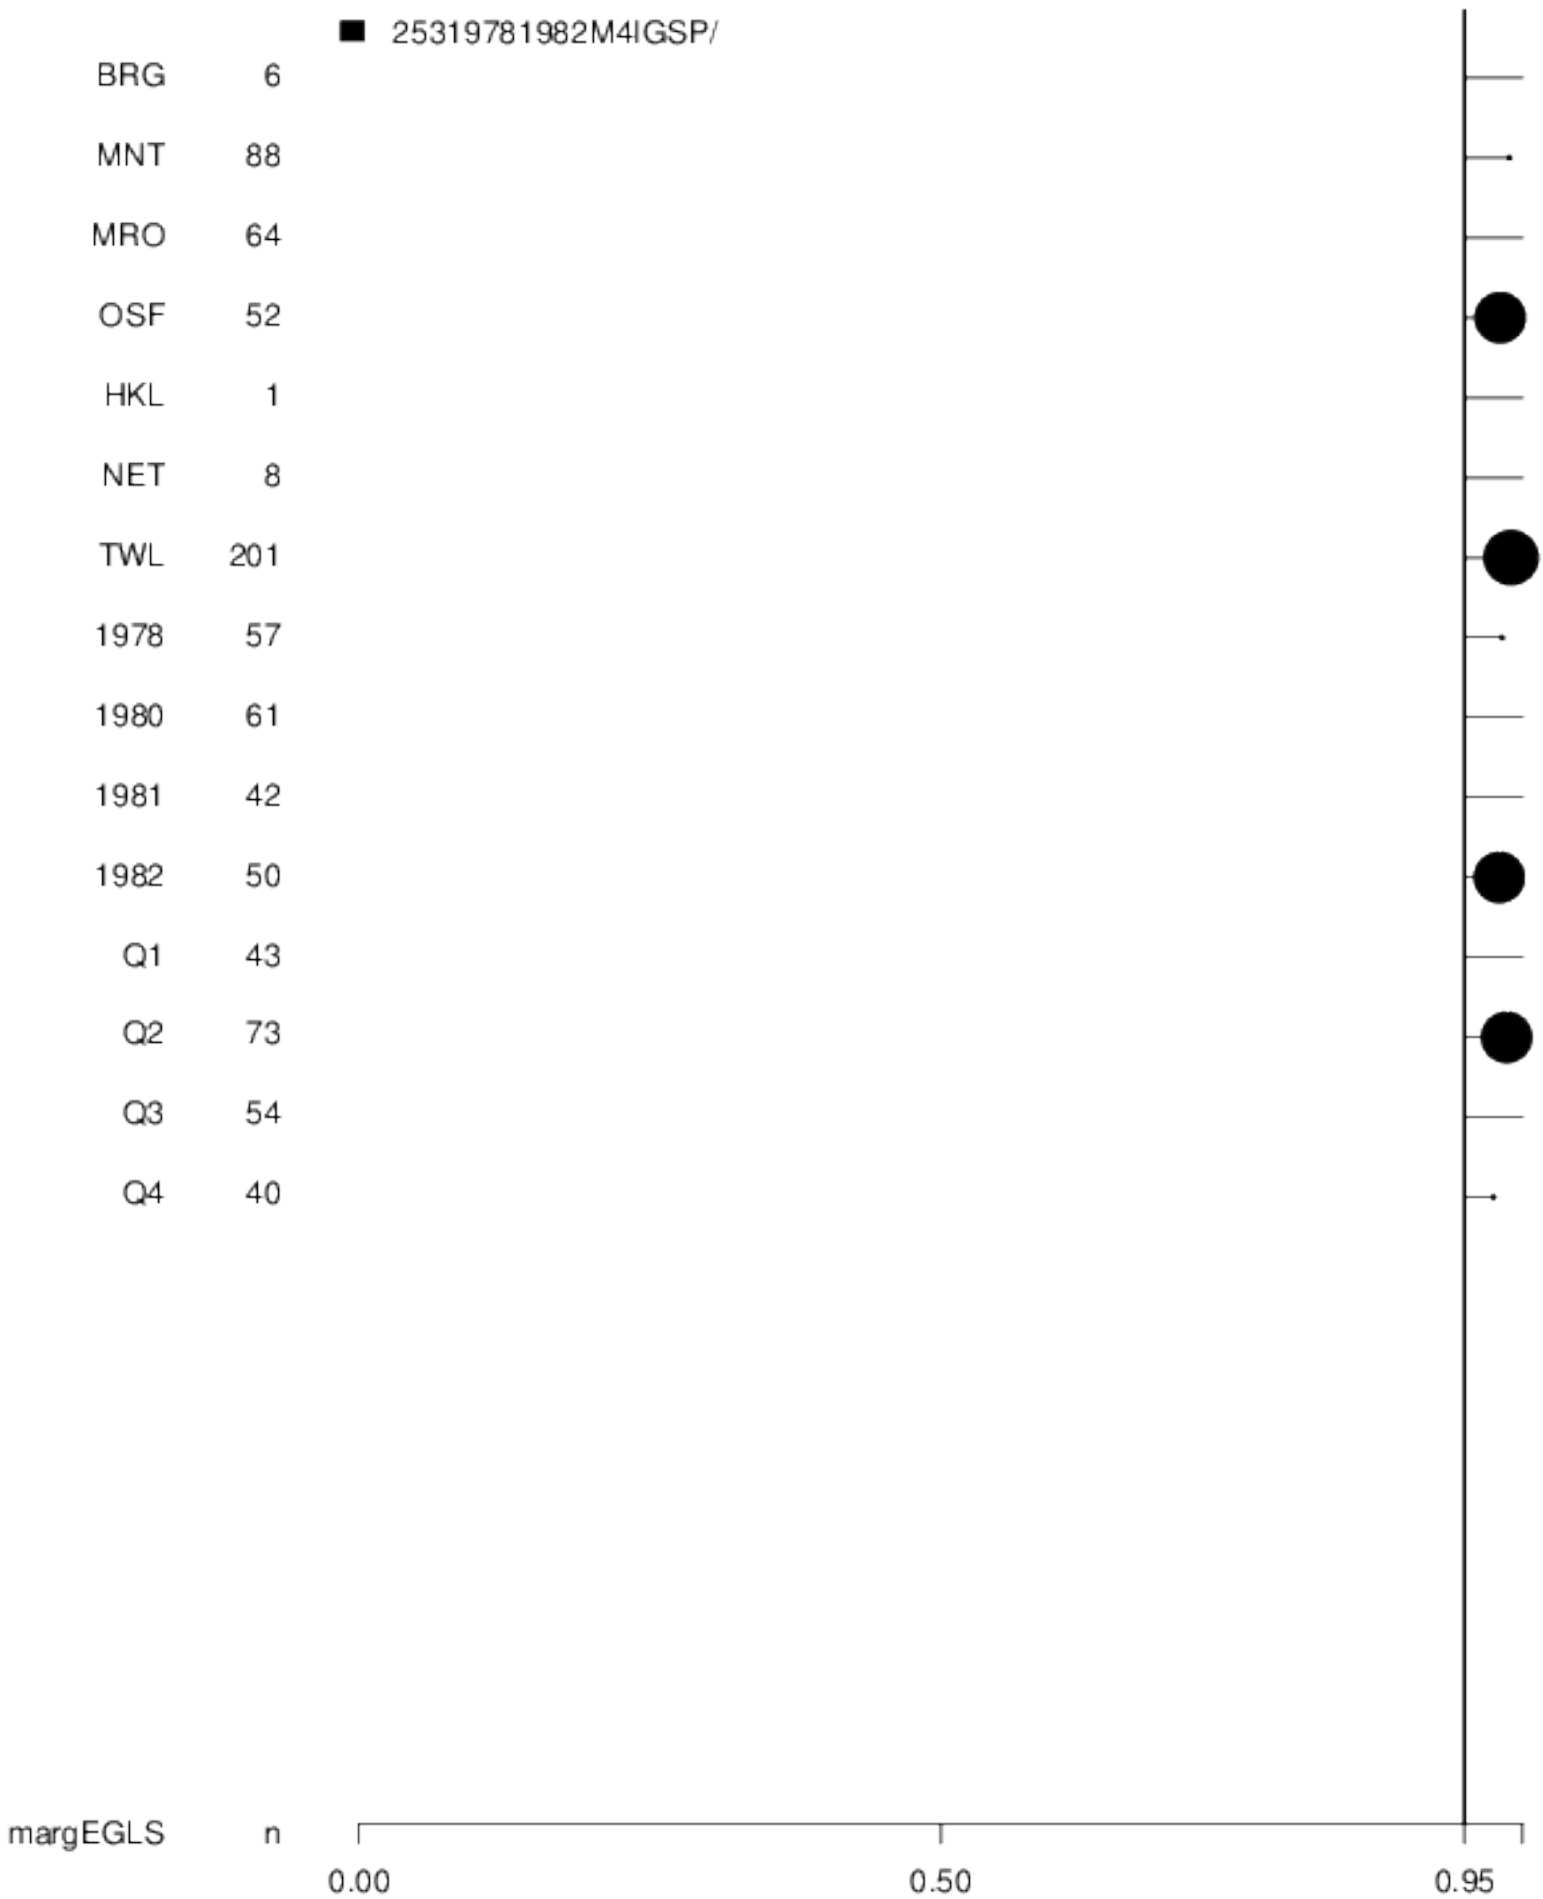 25319781982M4IGSP/
BRG 6
MNT 88
MRO 64
OSF 52
HKL 1
NET 8
TWL 201
1978 57
1980 61
1981 42
1982 50
Q1 43
Q2 73
Q3 54
Q4 40
margEGLS n
0.00 0.50 0.95